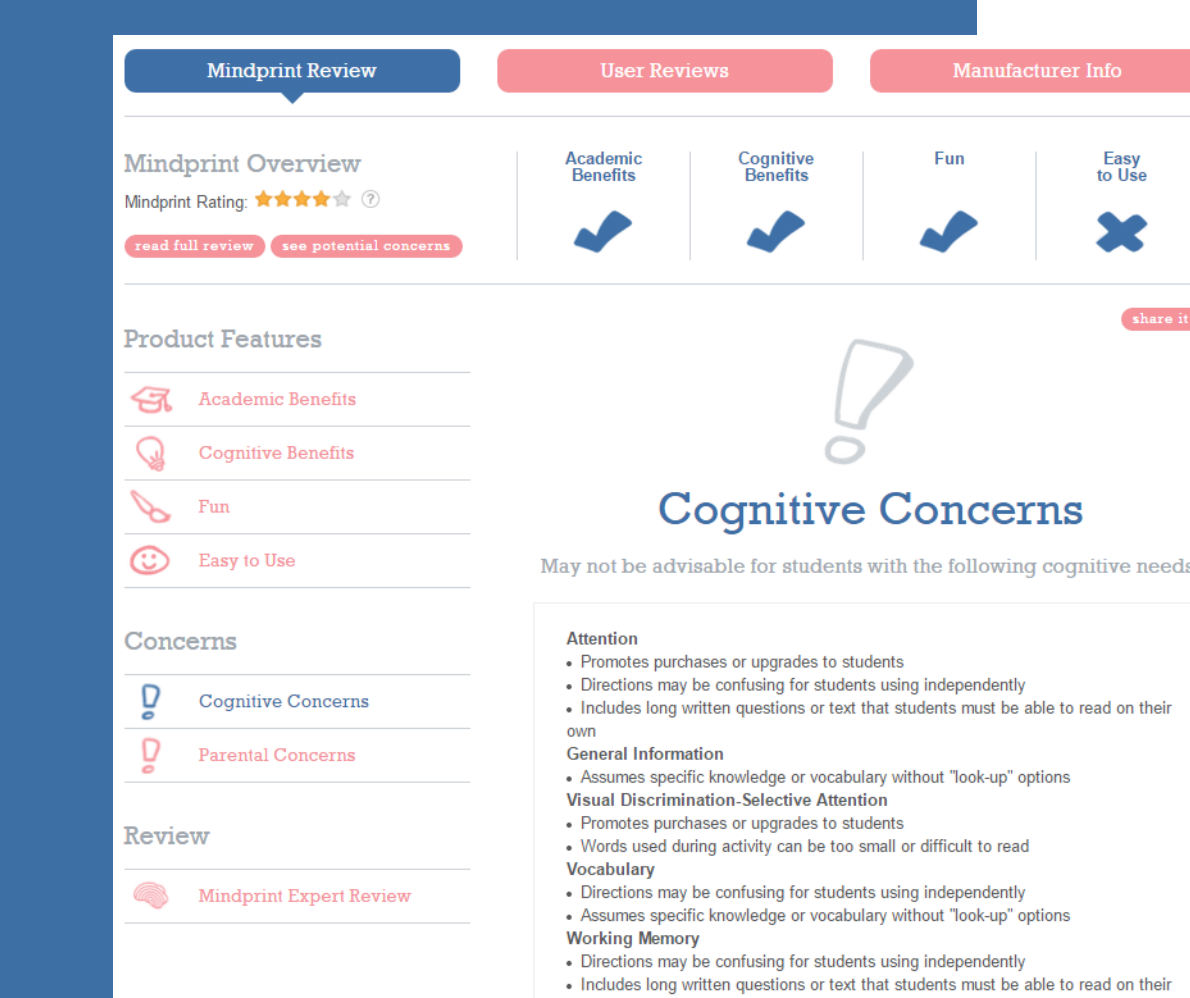 Mindprint Review
User Reviews
Manufacturer Info
Mindprint Overview
Mindprint Rating:
?
read full review
see potential concerns
Academic
Benefits
Cognitive
Benefits
Fun
Easy
to Use
Product Features
Academic Benefits
Cognitive Benefits
Fun
Easy to Use
Concerns
Cognitive Concerns
Parental Concerns
Review
Mindprint Expert Review
share it
Cognitive Concerns
May not be advisable for students with the following cognitive needs
Attention
• Promotes purchases or upgrades to students
• Directions may be confusing for students using independently
• Includes long written questions or text that students must be able to read on their
own
General Information
• Assumes specific knowledge or vocabulary without "look-up" options
Visual Discrimination-Selective Attention
• Promotes purchases or upgrades to students
• Words used during activity can be too small or difficult to read
Vocabulary
• Directions may be confusing for students using independently
• Assumes specific knowledge or vocabulary without "look-up" options
Working Memory
• Directions may be confusing for students using independently
• Includes long written questions or text that students must be able to read on their